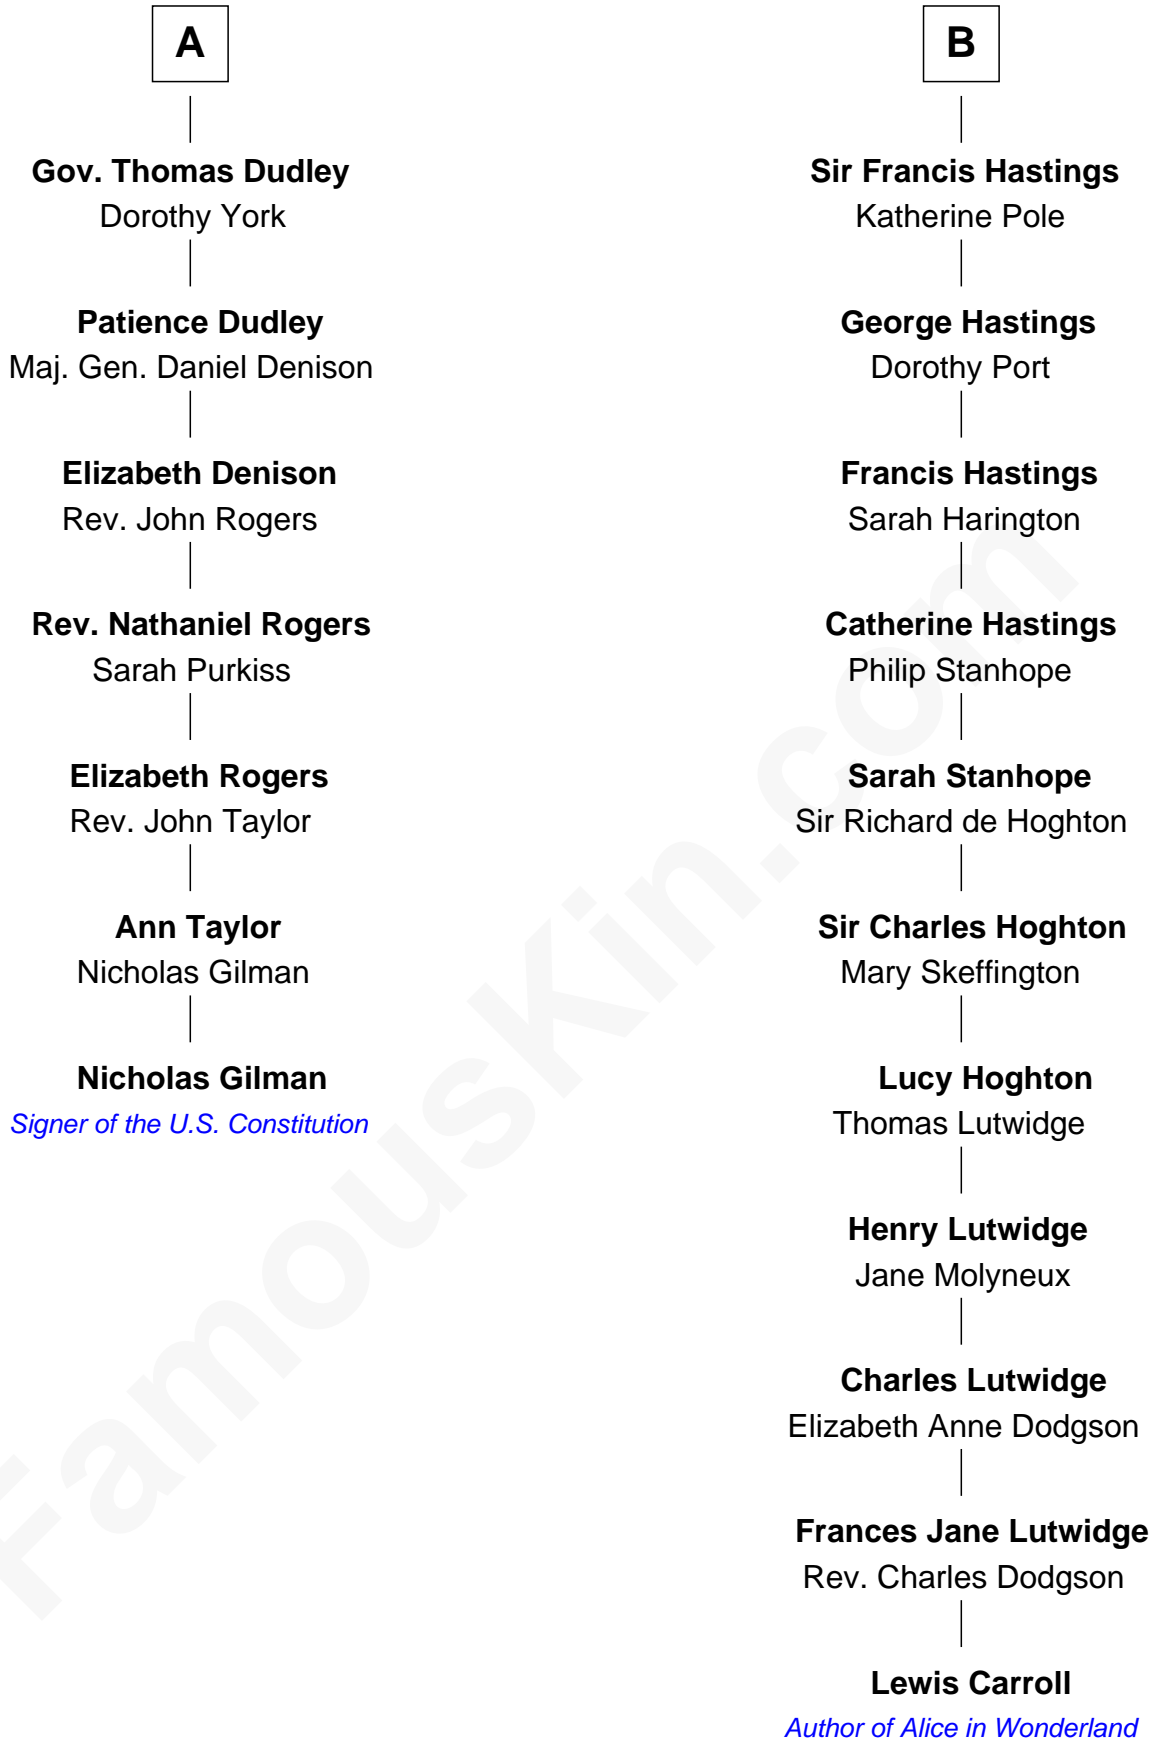 A
Gov. Thomas Dudley
Dorothy York
Patience Dudley
Maj. Gen. Daniel Denison
Elizabeth Denison
Rev. John Rogers
Rev. Nathaniel Rogers
Sarah Purkiss
Elizabeth Rogers
Rev. John Taylor
Ann Taylor
Nicholas Gilman
Nicholas Gilman
Signer of the U.S. Constitution
B
Sir Francis Hastings
Katherine Pole
George Hastings
Dorothy Port
Francis Hastings
Sarah Harington
Catherine Hastings
Philip Stanhope
Sarah Stanhope
Sir Richard de Hoghton
Sir Charles Hoghton
Mary Skeffington
Lucy Hoghton
Thomas Lutwidge
Henry Lutwidge
Jane Molyneux
Charles Lutwidge
Elizabeth Anne Dodgson
Frances Jane Lutwidge
Rev. Charles Dodgson
Lewis Carroll
Author of Alice in Wonderland
FamousKin.com